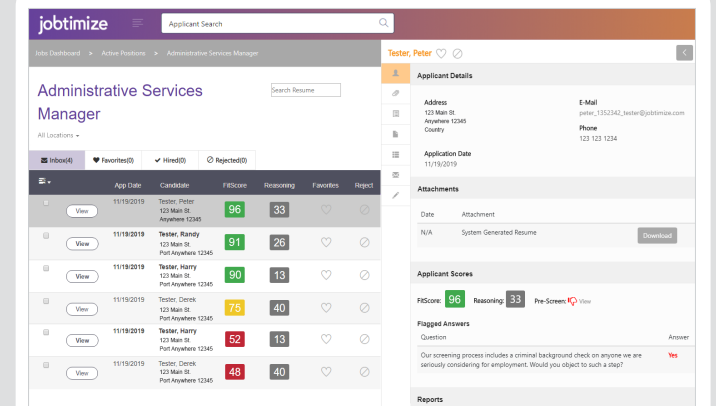 jobtimize
Applicant Search
Jobs Dashboard > Active Positions > Administrative Services Manager
Administrative Services
Manager
Search Resume
All Locations
Inbox(4) Favorites(0) Hired(0) Rejected(0)
App Date Candidate FitScore Reasoning Favorites Reject
View 11/19/2019 Tester, Peter 96 33
123 Main St.
Anywhere 12345
View 11/19/2019 Tester, Randy 91 26
123 Main St.
Port Anywhere 12345
View 11/19/2019 Tester, Harry 90 13
123 Main St.
Port Anywhere 12345
View 11/19/2019 Tester, Derek 75 40
123 Main St.
Port Anywhere 12345
View 11/19/2019 Tester, Harry 52 13
123 Main St.
Port Anywhere 12345
View 11/19/2019 Tester, Derek 48 40
123 Main St.
Port Anywhere 12345
Tester, Peter
Applicant Details
Address
123 Main St.
Anywhere 12345
Country
E-Mail
peter_1352342_tester@jobtimize.com
Phone
123 123 1234
Application Date
11/19/2019
Attachments
Date Attachment
N/A System Generated Resume Download
Applicant Scores
FitScore: 96 Reasoning: 33 Pre-Screen: View
Flagged Answers
Question Answer
Our screening process includes a criminal background check on anyone we are Yes
seriously considering for employment. Would you object to such a step?
Reports